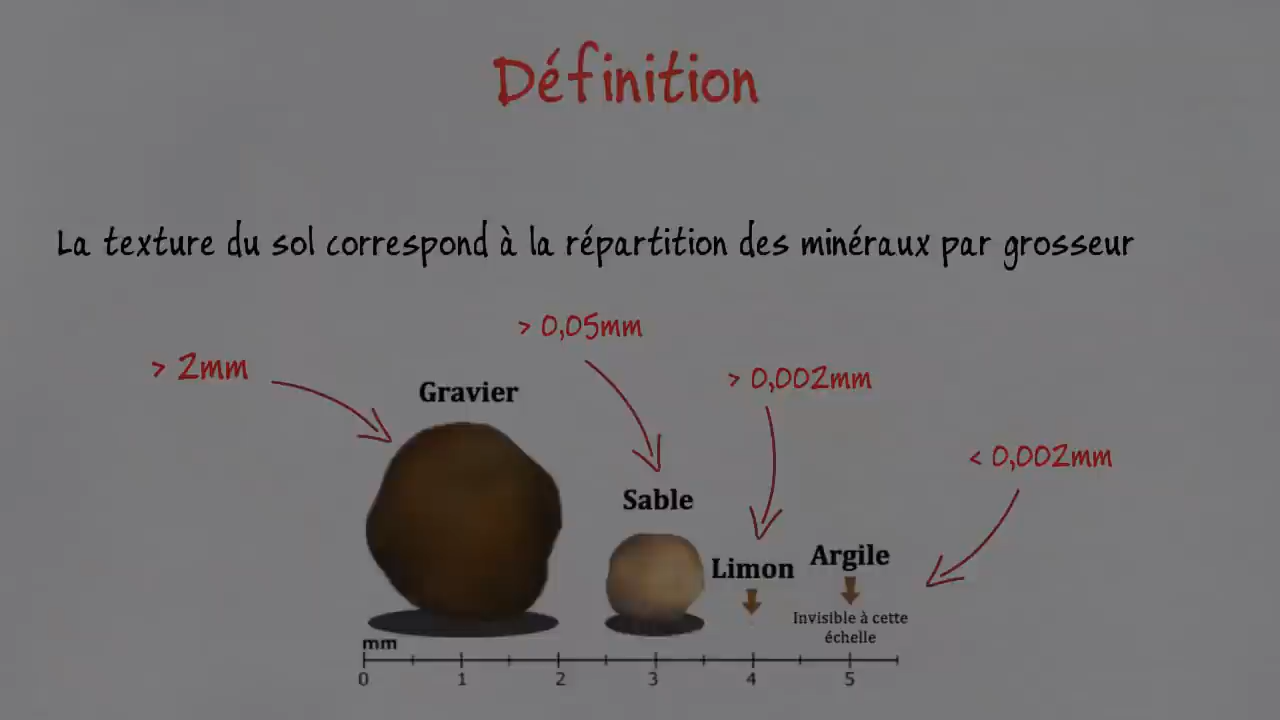 Définition
La texture du sol correspond à la répartition des minéraux par grosseur
> 0,05mm
> 2mm
> 0,002mm
Gravier
< 0,002mm
Sable
Limon
Argile
Invisible à cette
échelle
mm
0 1 2 3 4 5